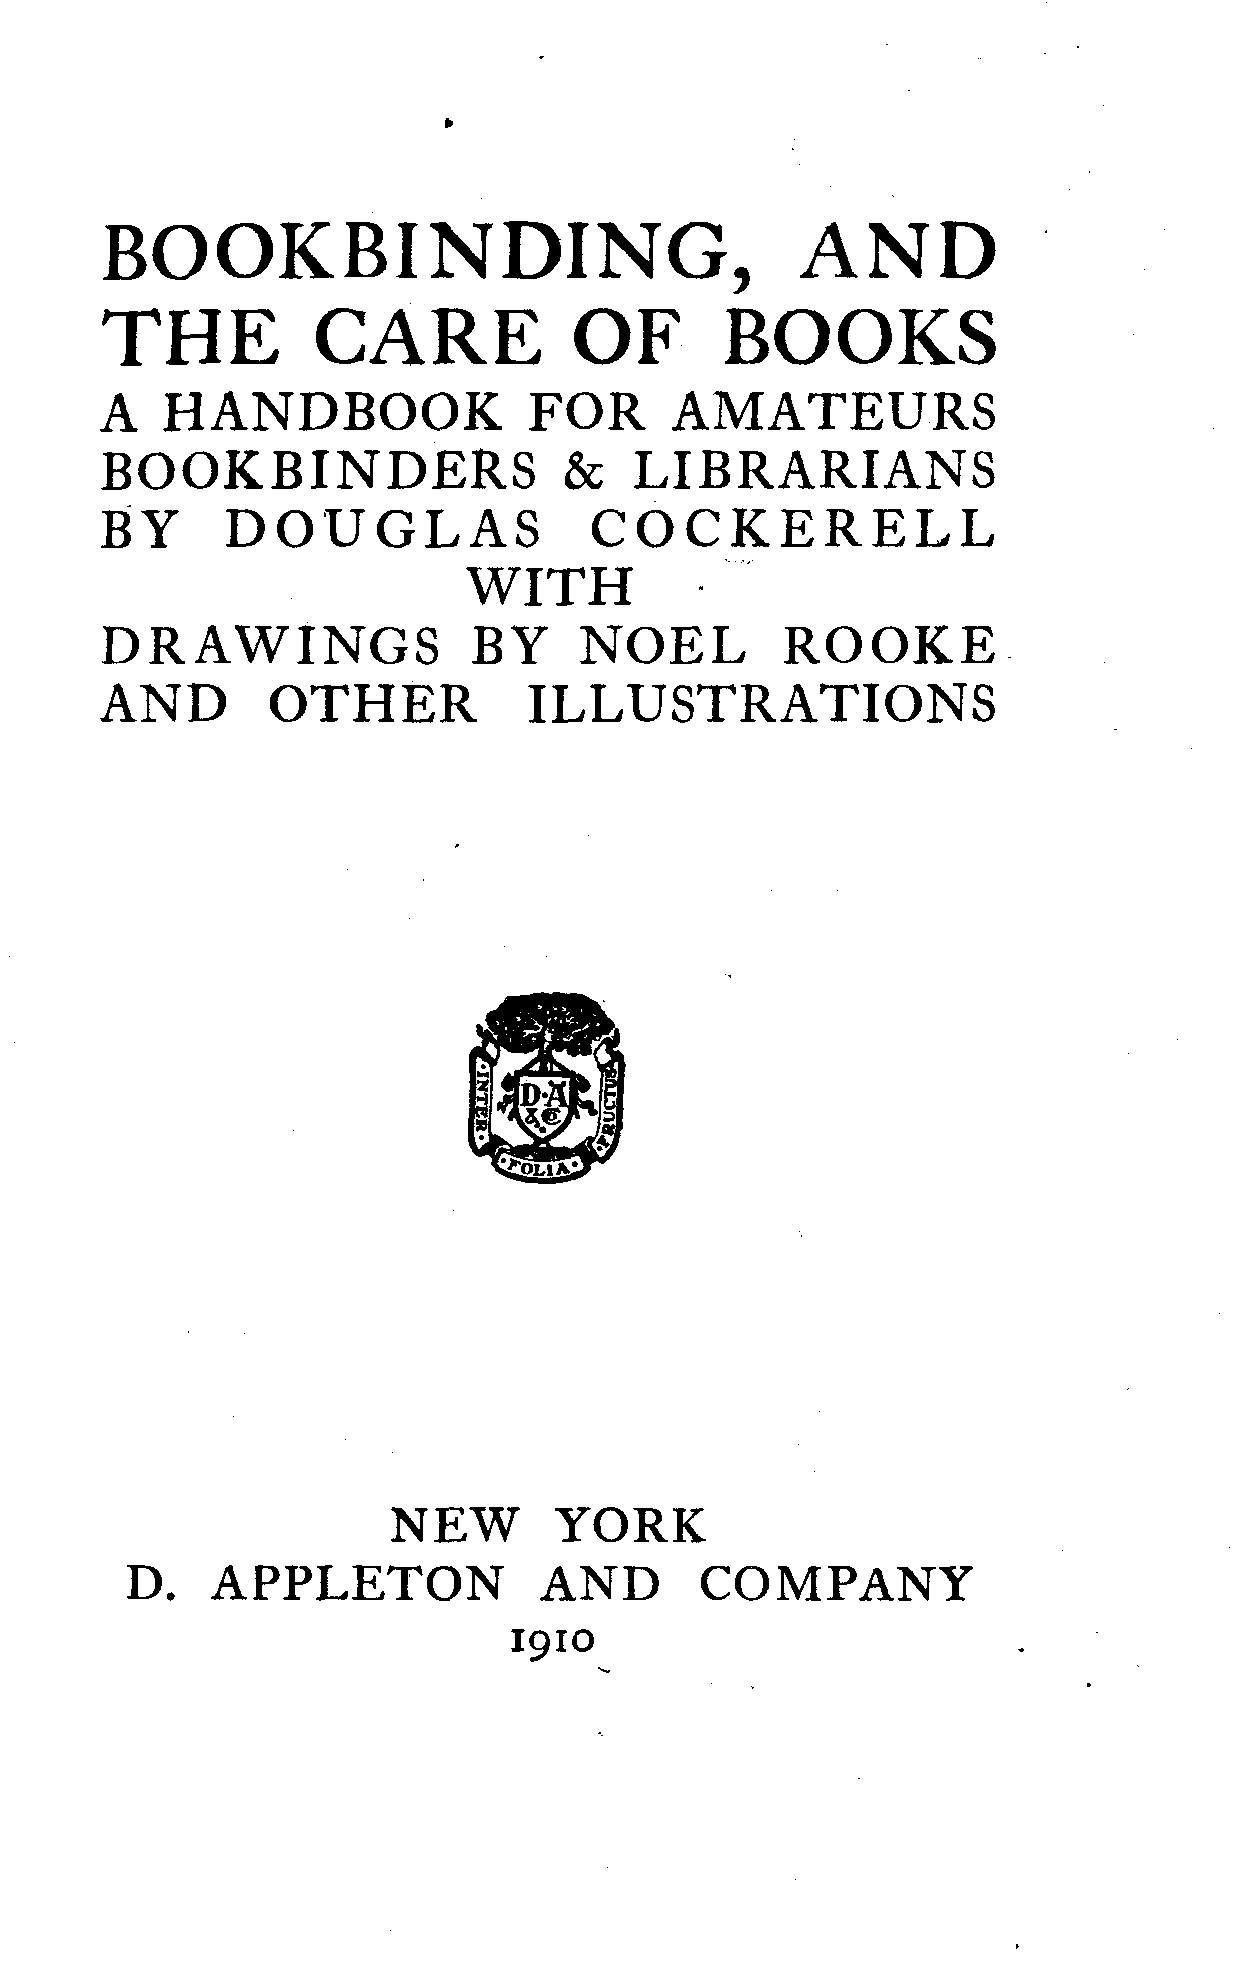 BOOKBINDING, AND
THE CARE OF BOOKS
A HANDBOOK FOR AMATEURS
BOOKBINDERS & LIBRARIANS
BY DOUGLAS COCKERELL
WITH
DRAWINGS BY NOEL ROOKE
AND OTHER ILLUSTRATIONS
D·A
& Co
·INTER·
·FOLIA·
·FRUCTUS·
NEW YORK
D. APPLETON AND COMPANY
1910